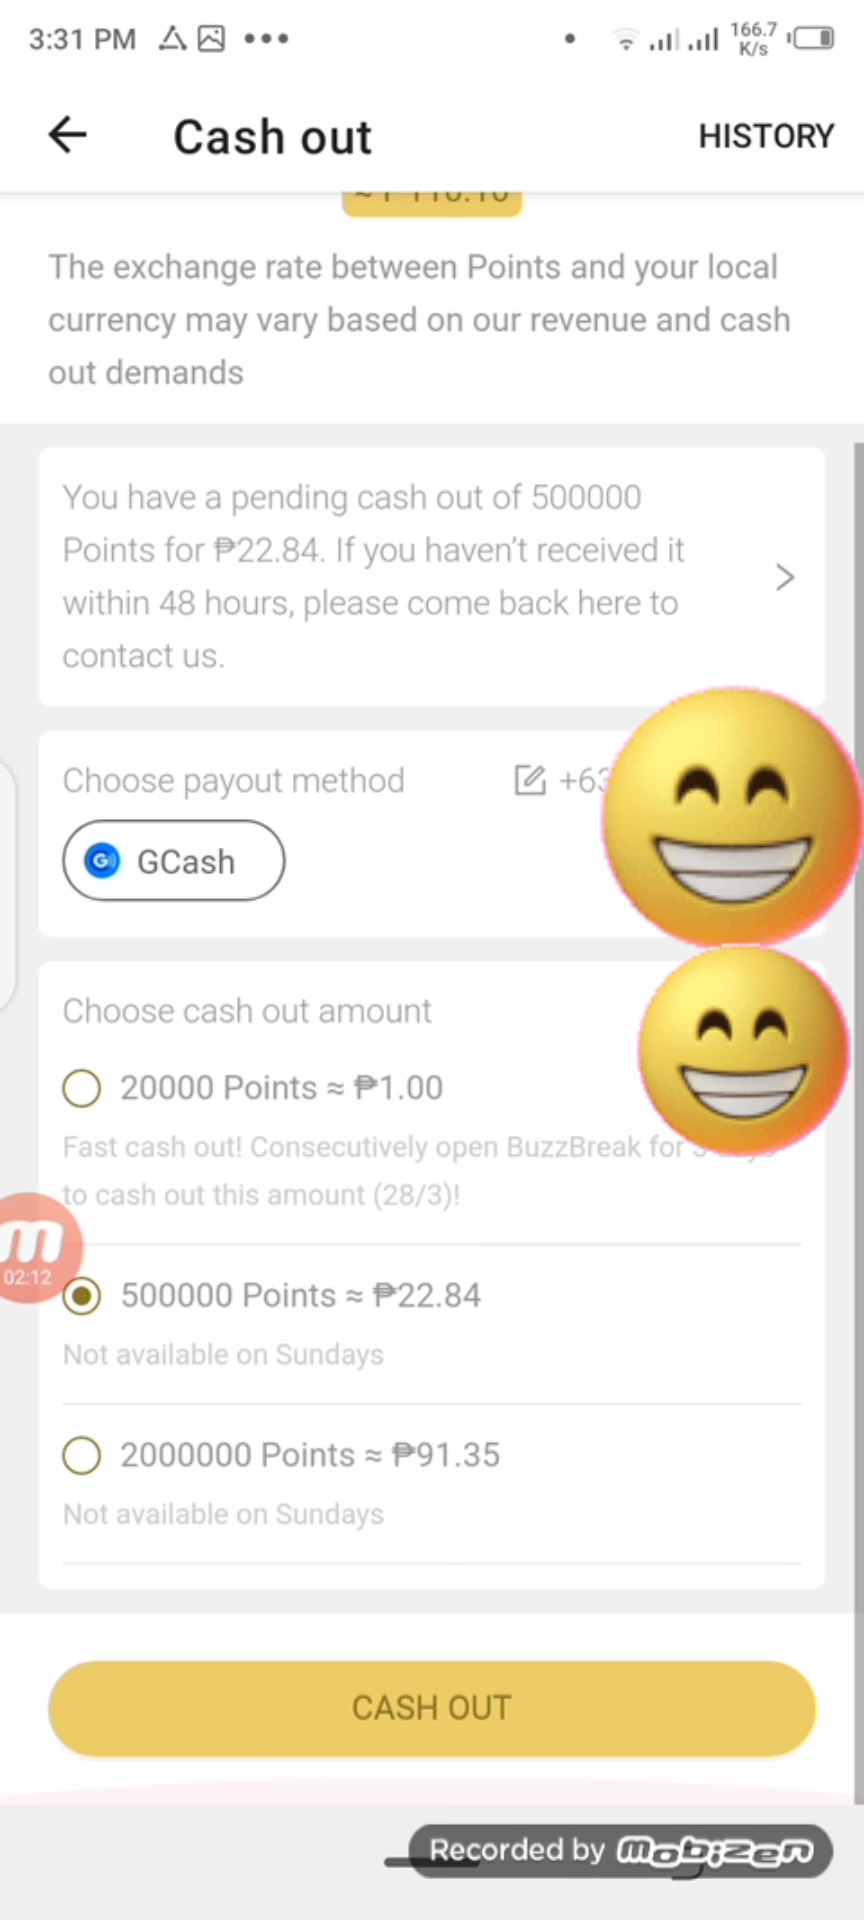 3:31 PM
166.7
K/s
Cash out
HISTORY
The exchange rate between Points and your local
currency may vary based on our revenue and cash
out demands
You have a pending cash out of 500000
Points for ₱22.84. If you haven't received it
within 48 hours, please come back here to
contact us.
Choose payout method
+63
G
GCash
Choose cash out amount
20000 Points ≈ ₱1.00
Fast cash out! Consecutively open BuzzBreak for
to cash out this amount (28/3)!
m
02:12
500000 Points ≈ ₱22.84
Not available on Sundays
2000000 Points ≈ ₱91.35
Not available on Sundays
CASH OUT
Recorded by mobizen